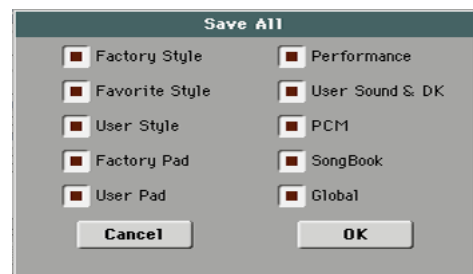 Save All
Factory Style
Performance
Favorite Style
User Sound & DK
User Style
PCM
Factory Pad
SongBook
User Pad
Global
Cancel
OK